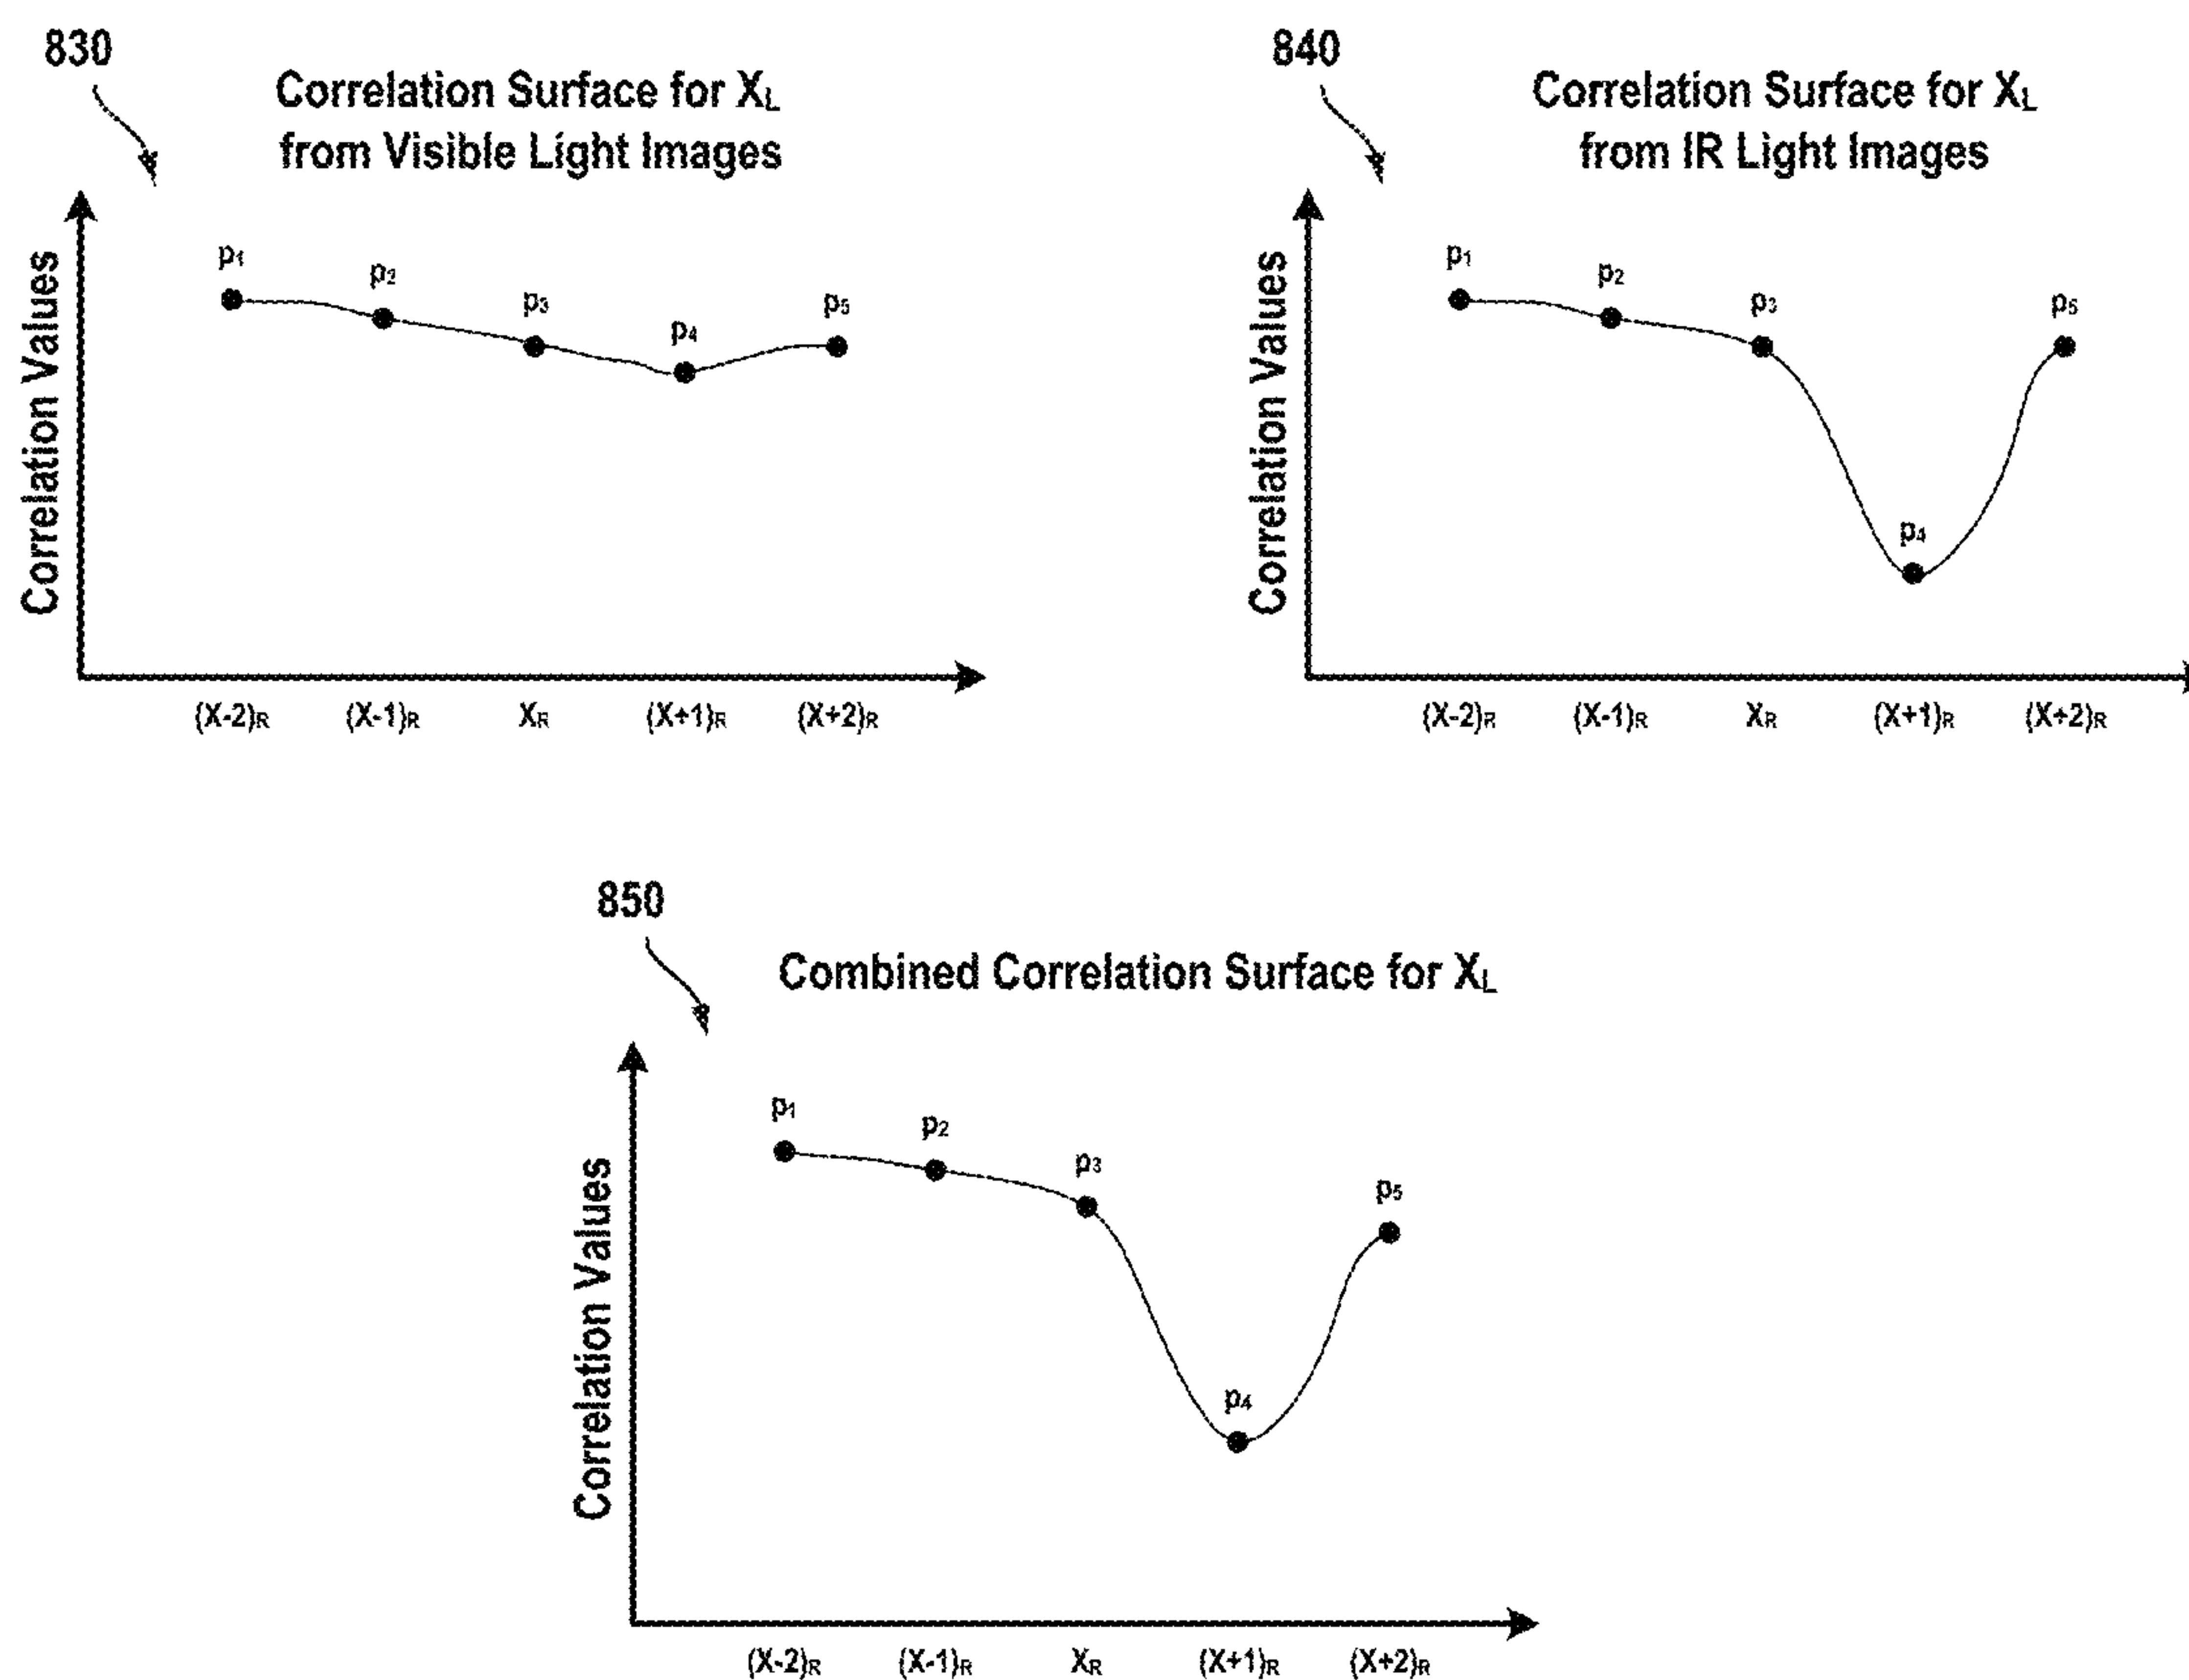 830
Correlation Surface for XL
from Visible Light Images
Correlation Values
p1
p2
p3
p4
p5
(X-2)R (X-1)R XR (X+1)R (X+2)R
840
Correlation Surface for XL
from IR Light Images
Correlation Values
p1
p2
p3
p4
p5
(X-2)R (X-1)R XR (X+1)R (X+2)R
850
Combined Correlation Surface for XL
Correlation Values
p1
p2
p3
p4
p5
(X-2)R (X-1)R XR (X+1)R (X+2)R